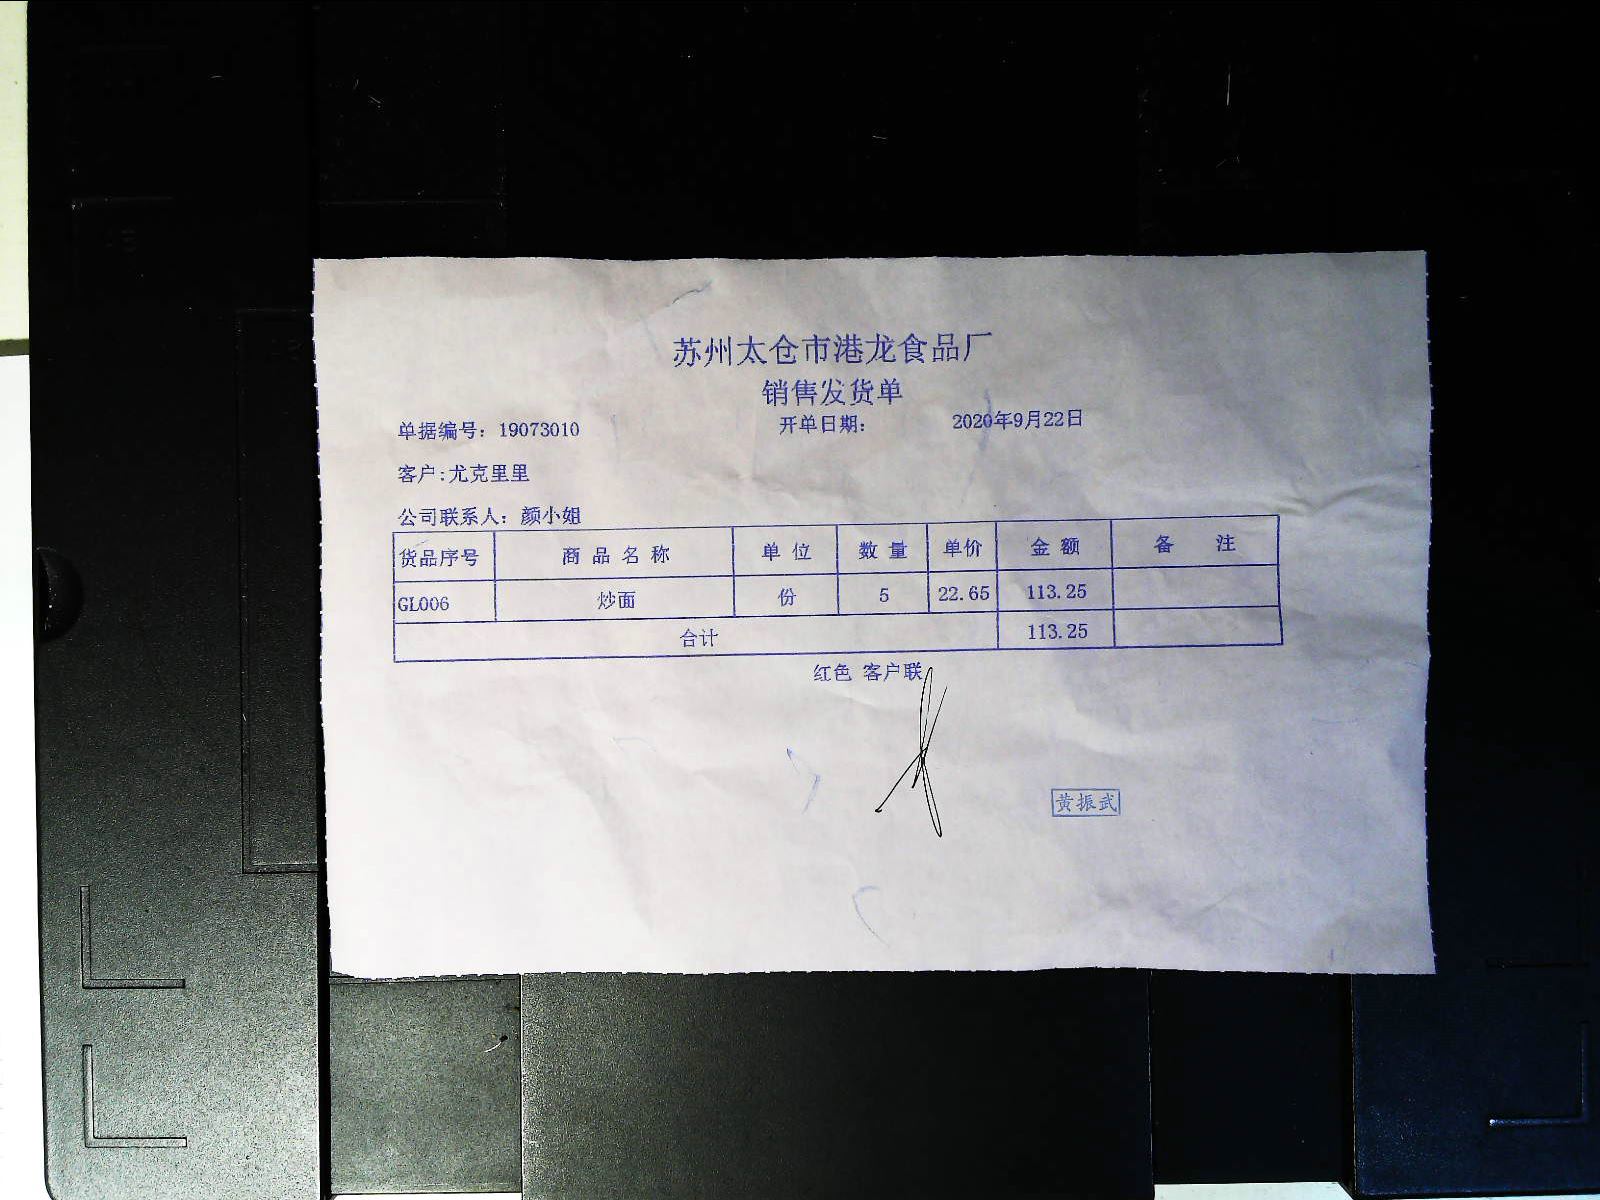 苏州太仓市港龙食品厂
销售发货单
单据编号：19073010 开单日期： 2020年9月22日
客户:尤克里里
公司联系人：颜小姐
货品序号 商品名称 单位 数量 单价 金额 备 注
GL006 炒面 份 5 22.65 113.25
合计 113.25
红色 客户联
黄振武